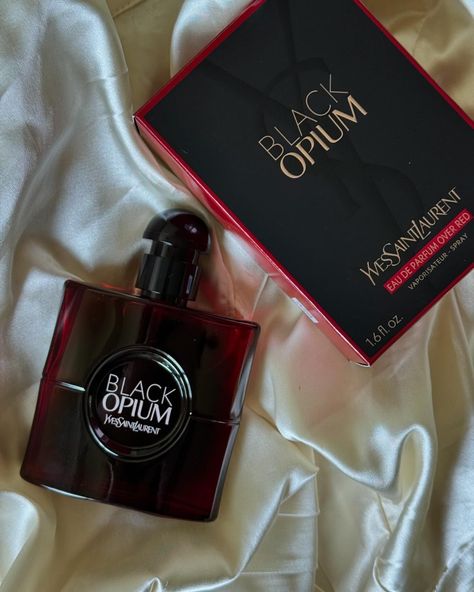 BLACK
OPIUM
YVESSAINTLAURENT
EAU DE PARFUM OVER RED
VAPORISATEUR - SPRAY
1.6 fl. oz.
BLACK
OPIUM
YVESSAINTLAURENT